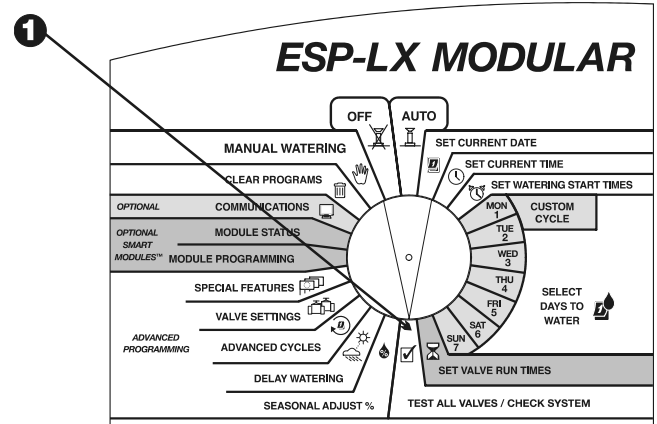 1
ESP-LX MODULAR
OFF
AUTO
MANUAL WATERING
SET CURRENT DATE
CLEAR PROGRAMS
SET CURRENT TIME
SET WATERING START TIMES
OPTIONAL
COMMUNICATIONS
MON
1
CUSTOM
CYCLE
OPTIONAL
SMART
MODULES™
MODULE STATUS
TUE
2
MODULE PROGRAMMING
WED
3
SPECIAL FEATURES
THU
4
SELECT
DAYS TO
WATER
VALVE SETTINGS
FRI
5
ADVANCED
PROGRAMMING
ADVANCED CYCLES
SAT
6
SUN
7
DELAY WATERING
SET VALVE RUN TIMES
SEASONAL ADJUST %
TEST ALL VALVES / CHECK SYSTEM